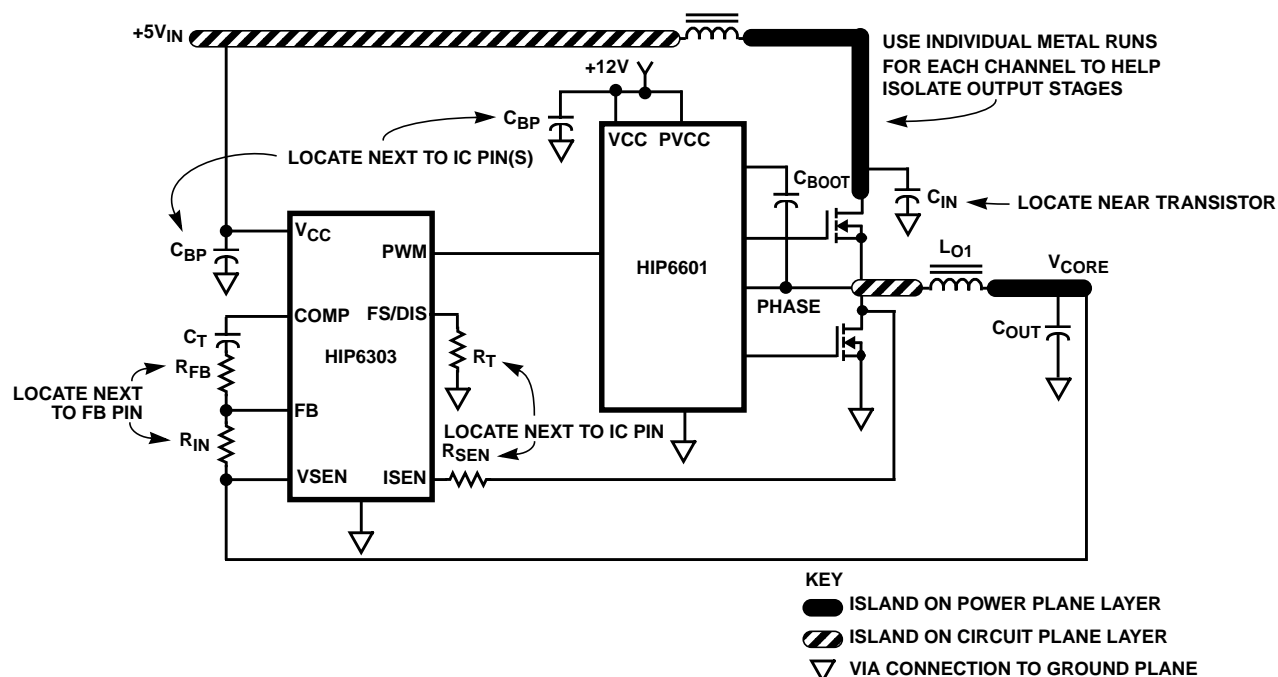 +5VIN
USE INDIVIDUAL METAL RUNS
FOR EACH CHANNEL TO HELP
ISOLATE OUTPUT STAGES
+12V
CBP
VCC PVCC
LOCATE NEXT TO IC PIN(S)
CBOOT
CIN
LOCATE NEAR TRANSISTOR
VCC
CBP
PWM
HIP6601
LO1
VCORE
PHASE
COMP
FS/DIS
CT
HIP6303
RT
COUT
RFB
LOCATE NEXT
TO FB PIN
FB
RIN
LOCATE NEXT TO IC PIN
RSEN
VSEN
ISEN
KEY
ISLAND ON POWER PLANE LAYER
ISLAND ON CIRCUIT PLANE LAYER
VIA CONNECTION TO GROUND PLANE